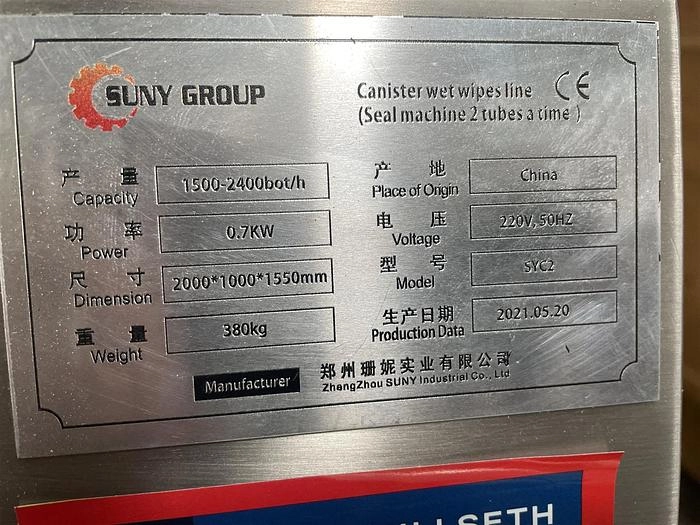 SUNY GROUP
Canister wet wipes line CE
(Seal machine 2 tubes a time )
产 量 1500-2400bot/h
Capacity
功 率 0.7KW
Power
尺 寸 2000*1000*1550mm
Dimension
重 量 380kg
Weight
产 地 China
Place of Origin
电 压 220V, 50HZ
Voltage
型 号 SYC2
Model
生产日期 2021.05.20
Production Data
Manufacturer
郑州珊妮实业有限公司
ZhengZhou SUNY Industrial Co., Ltd
SETH